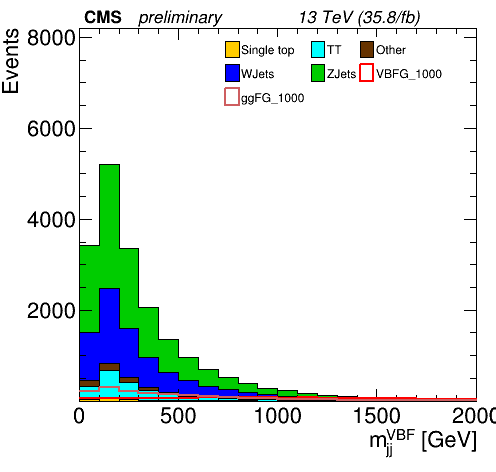 CMS preliminary 13 TeV (35.8/fb)
Events
8000
6000
4000
2000
Single top TT Other
WJets ZJets VBFG_1000
ggFG_1000
0 500 1000 1500 2000
m_jj^VBF [GeV]